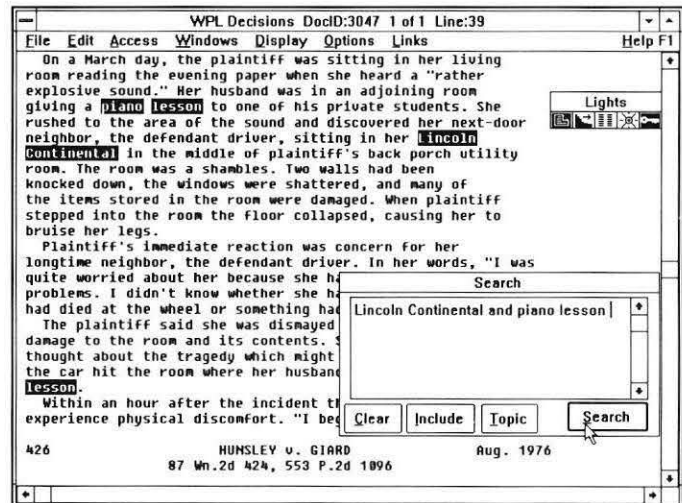 WPL Decisions DocID:3047 1 of 1 Line:39
File Edit Access Windows Display Options Links Help F1
On a March day, the plaintiff was sitting in her living
room reading the evening paper when she heard a "rather
explosive sound." Her husband was in an adjoining room
giving a piano lesson to one of his private students. She
rushed to the area of the sound and discovered her next-door
neighbor, the defendant driver, sitting in her Lincoln
Continental in the middle of plaintiff's back porch utility
room. The room was a shambles. Two walls had been
knocked down, the windows were shattered, and many of
the items stored in the room were damaged. When plaintiff
stepped into the room the floor collapsed, causing her to
bruise her legs.
Plaintiff's immediate reaction was concern for her
longtime neighbor, the defendant driver. In her words, "I was
quite worried about her because she ha
problems. I didn't know whether she ha
had died at the wheel or something had
The plaintiff said she was dismayed
damage to the room and its contents. S
thought about the tragedy which might
the car hit the room where her husban
lesson.
Within an hour after the incident th
experience physical discomfort. "I beg
426 HUNSLEY v. GIARD Aug. 1976
87 Wn.2d 424, 553 P.2d 1096
Lights
Search
Lincoln Continental and piano lesson
Clear Include Topic Search